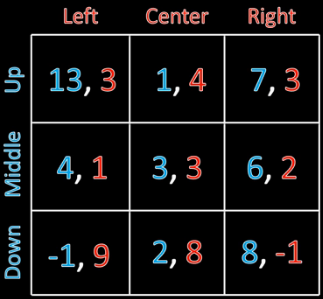 Left Center Right
Up 13, 3 1, 4 7, 3
Middle 4, 1 3, 3 6, 2
Down -1, 9 2, 8 8, -1